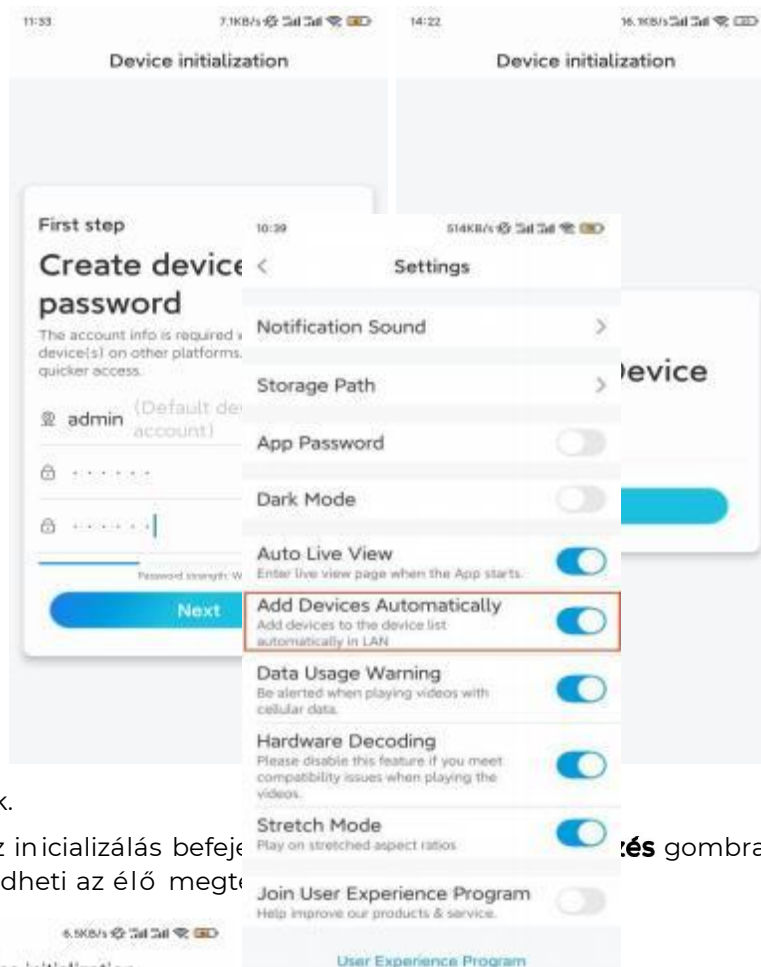 11:33
7.1KB/s
Device initialization
First step
Create device
password
The account info is required
device(s) on other platforms.
quicker access.
admin (Default de
account)
Password strength: W
Next
14:22
16.1KB/s
Device initialization
Device
10:39
514KB/s
Settings
Notification Sound
Storage Path
App Password
Dark Mode
Auto Live View
Enter live view page when the App starts.
Add Devices Automatically
Add devices to the device list
automatically in LAN
Data Usage Warning
Be alerted when playing videos with
cellular data.
Hardware Decoding
Please disable this feature if you meet
compatibility issues when playing the
videos.
Stretch Mode
Play on stretched aspect ratios
Join User Experience Program
Help improve our products & service.
User Experience Program
k.
z inicializálás befeje zés gombra
dheti az élő megte
6.5KB/s